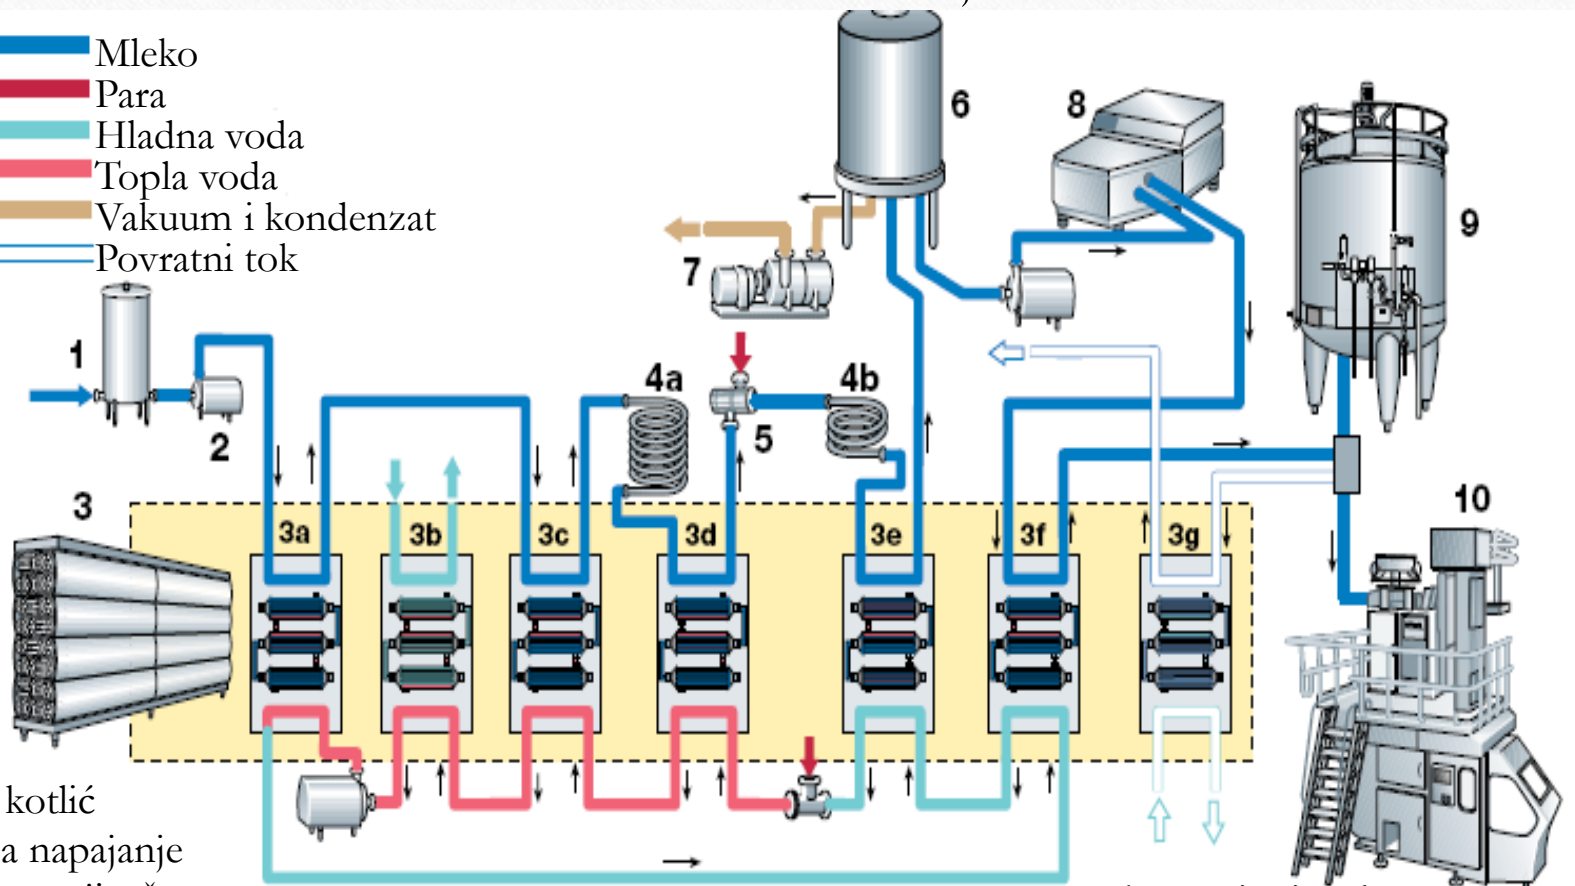 Mleko
Para
Hladna voda
Topla voda
Vakuum i kondenzat
Povratni tok
6
8
9
7
1
4a
4b
2
5
3
10
3a
3b
3c
3d
3e
3f
3g
kotlić
a napajanje